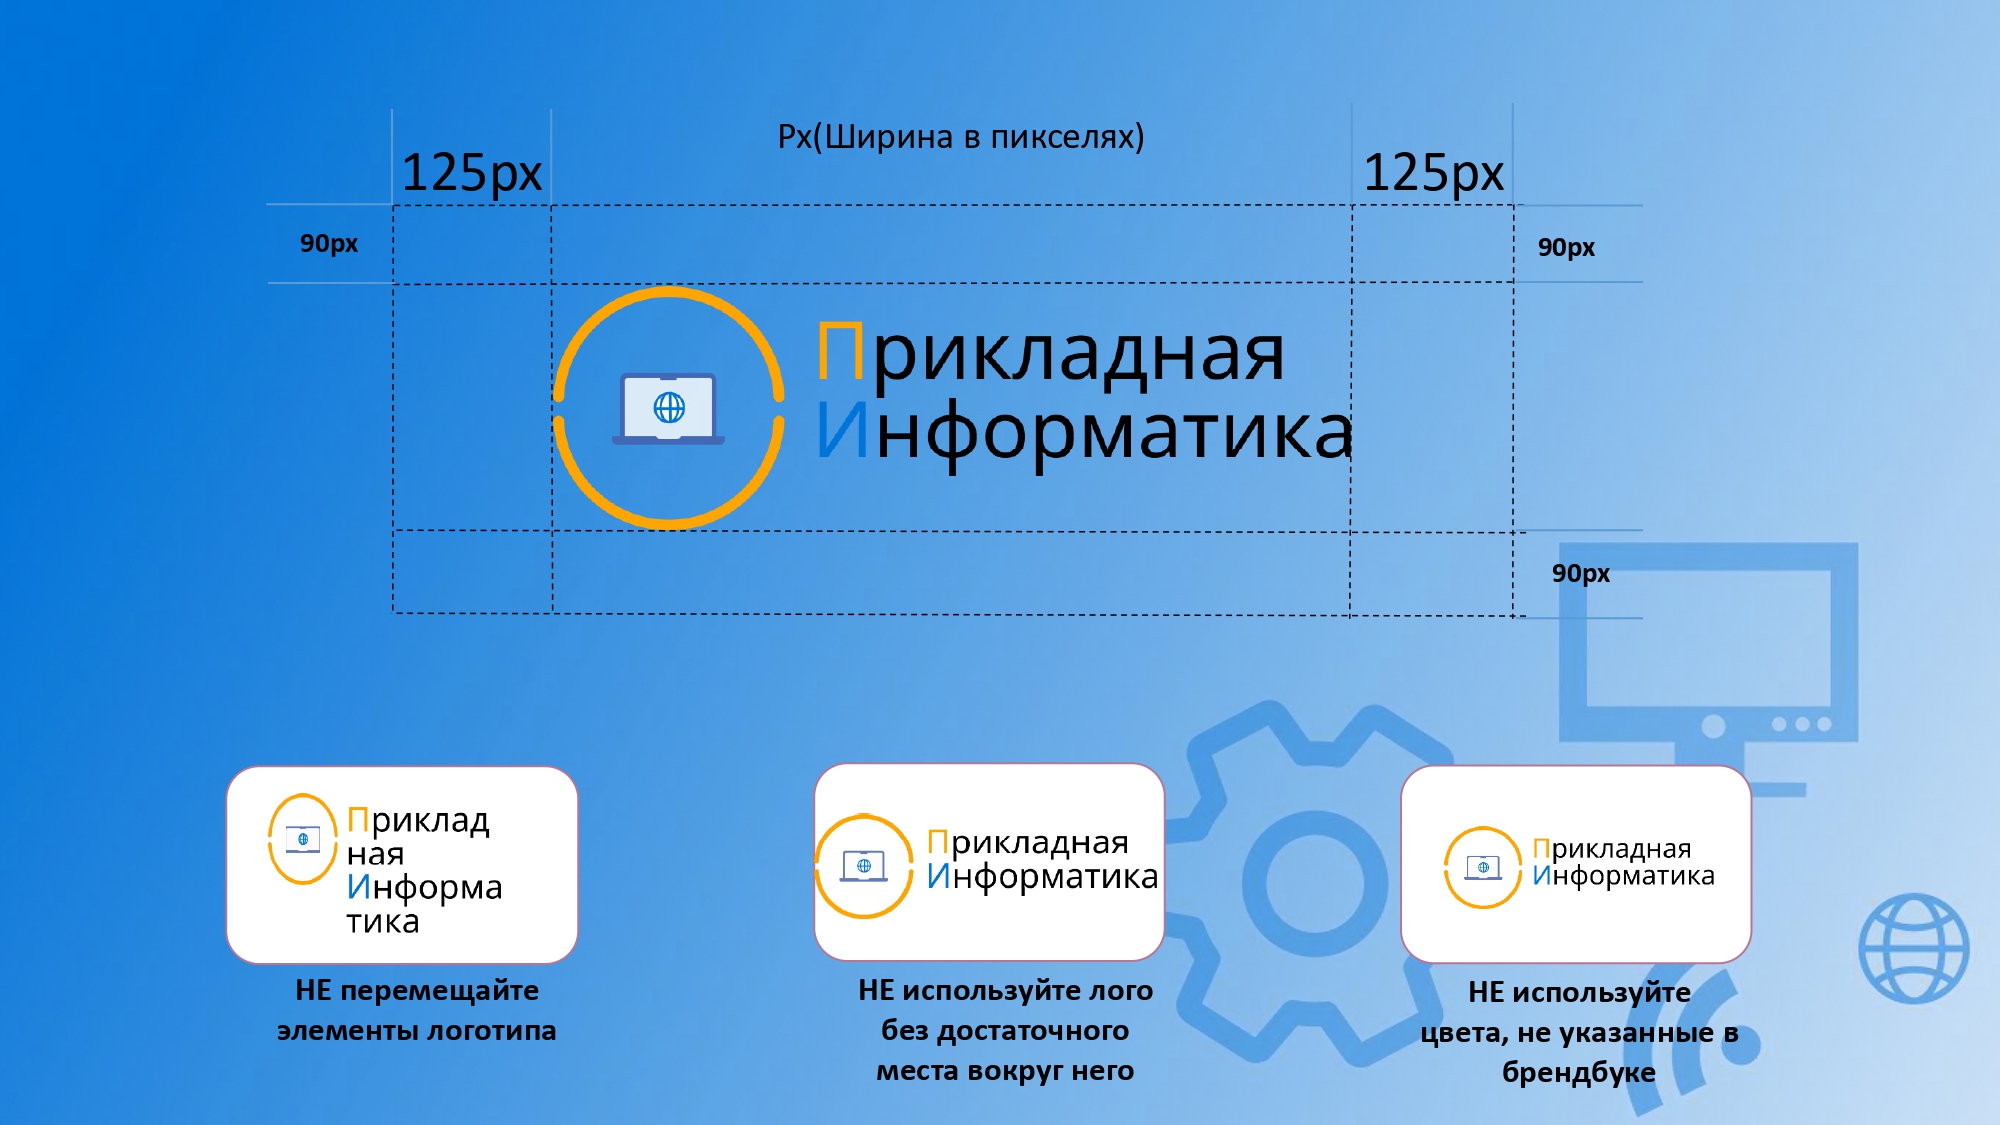 Px(Ширина в пикселях)
125px
125px
90px
90px
Прикладная
Информатика
90px
Приклад
ная
Информа
тика
НЕ перемещайте
элементы логотипа
Прикладная
Информатика
НЕ используйте лого
без достаточного
места вокруг него
Прикладная
Информатика
НЕ используйте
цвета, не указанные в
брендбуке